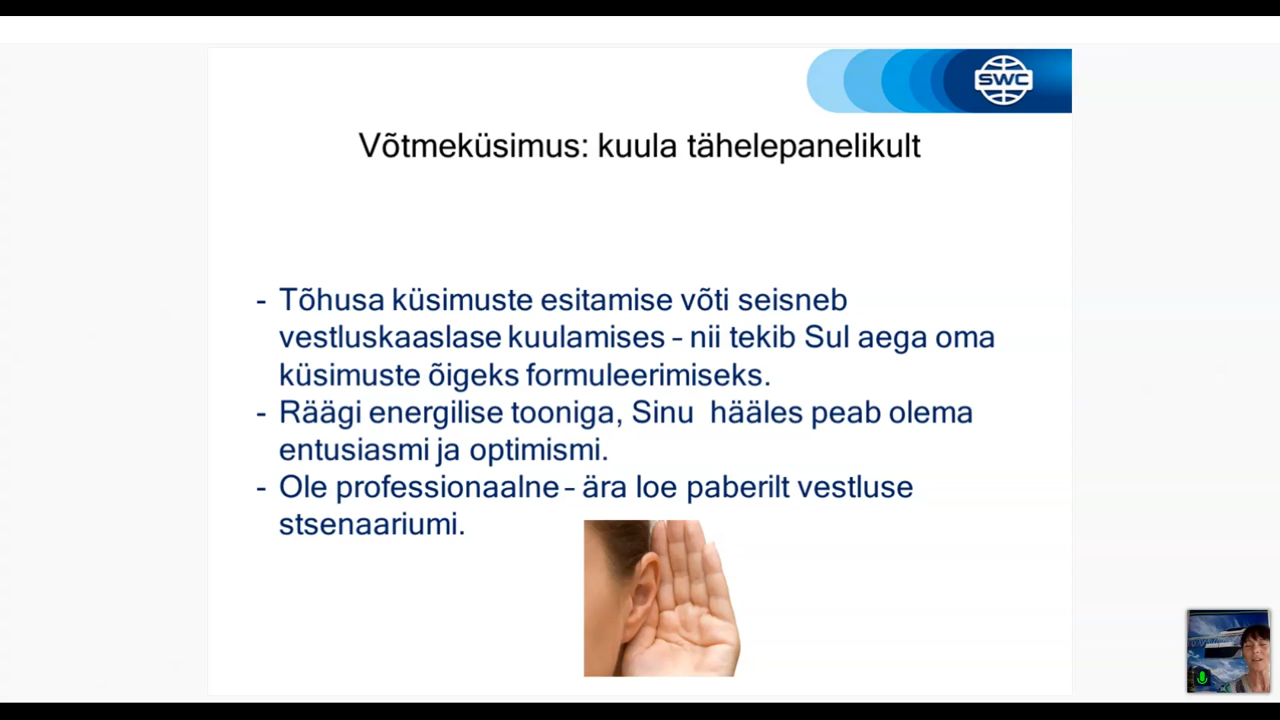 SWC
Võtmeküsimus: kuula tähelepanelikult
- Tõhusa küsimuste esitamise võti seisneb
vestluskaaslase kuulamises – nii tekib Sul aega oma
küsimuste õigeks formuleerimiseks.
- Räägi energilise tooniga, Sinu hääles peab olema
entusiasmi ja optimismi.
- Ole professionaalne – ära loe paberilt vestluse
stsenaariumi.